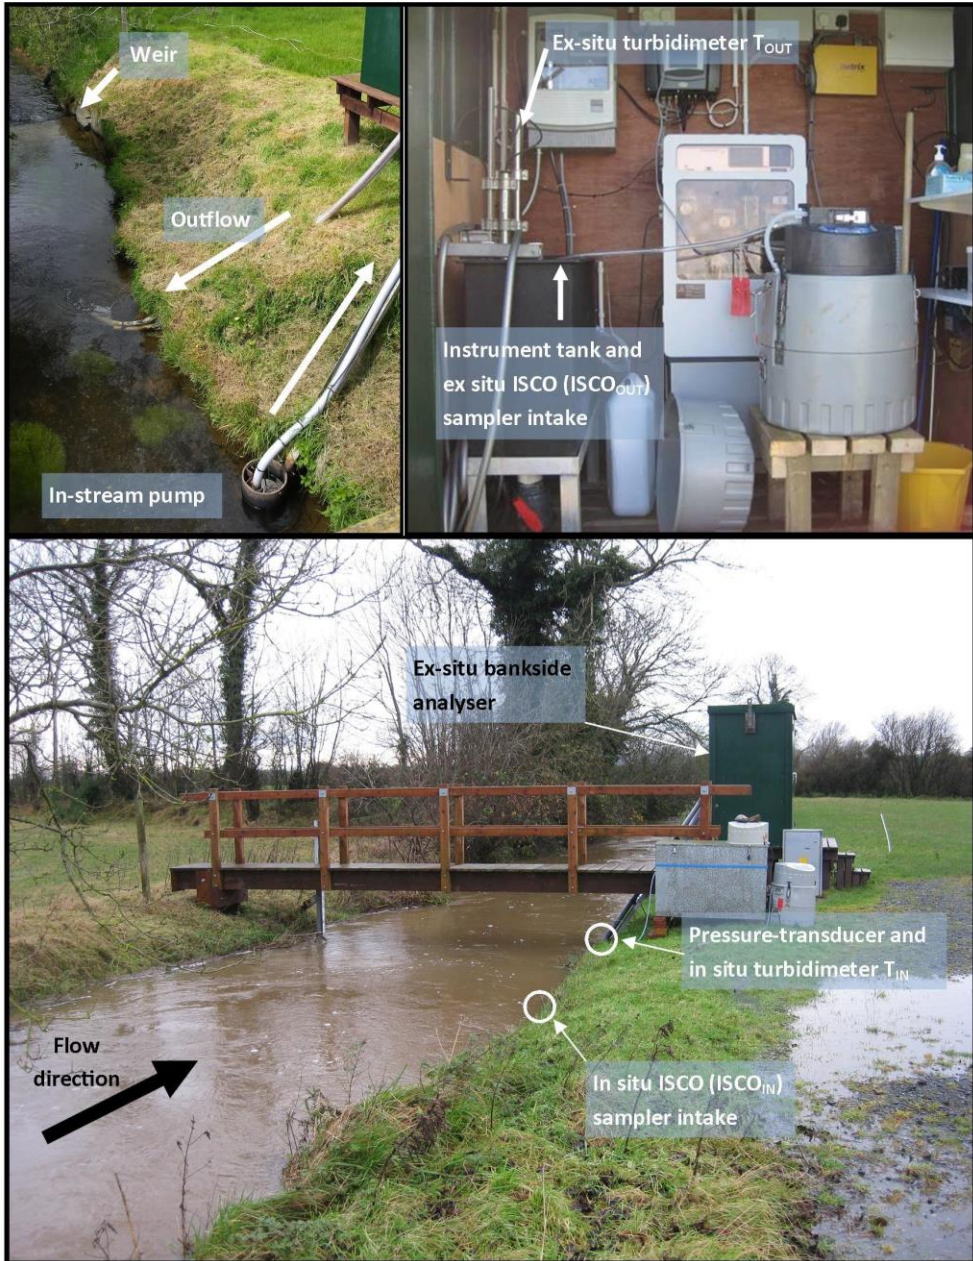 Weir
Ex-situ turbidimeter TOUT
Outflow
Instrument tank and
ex situ ISCO (ISCOOUT)
sampler intake
In-stream pump
Ex-situ bankside
analyser
Pressure-transducer and
in situ turbidimeter TIN
Flow
direction
In situ ISCO (ISCOIN)
sampler intake